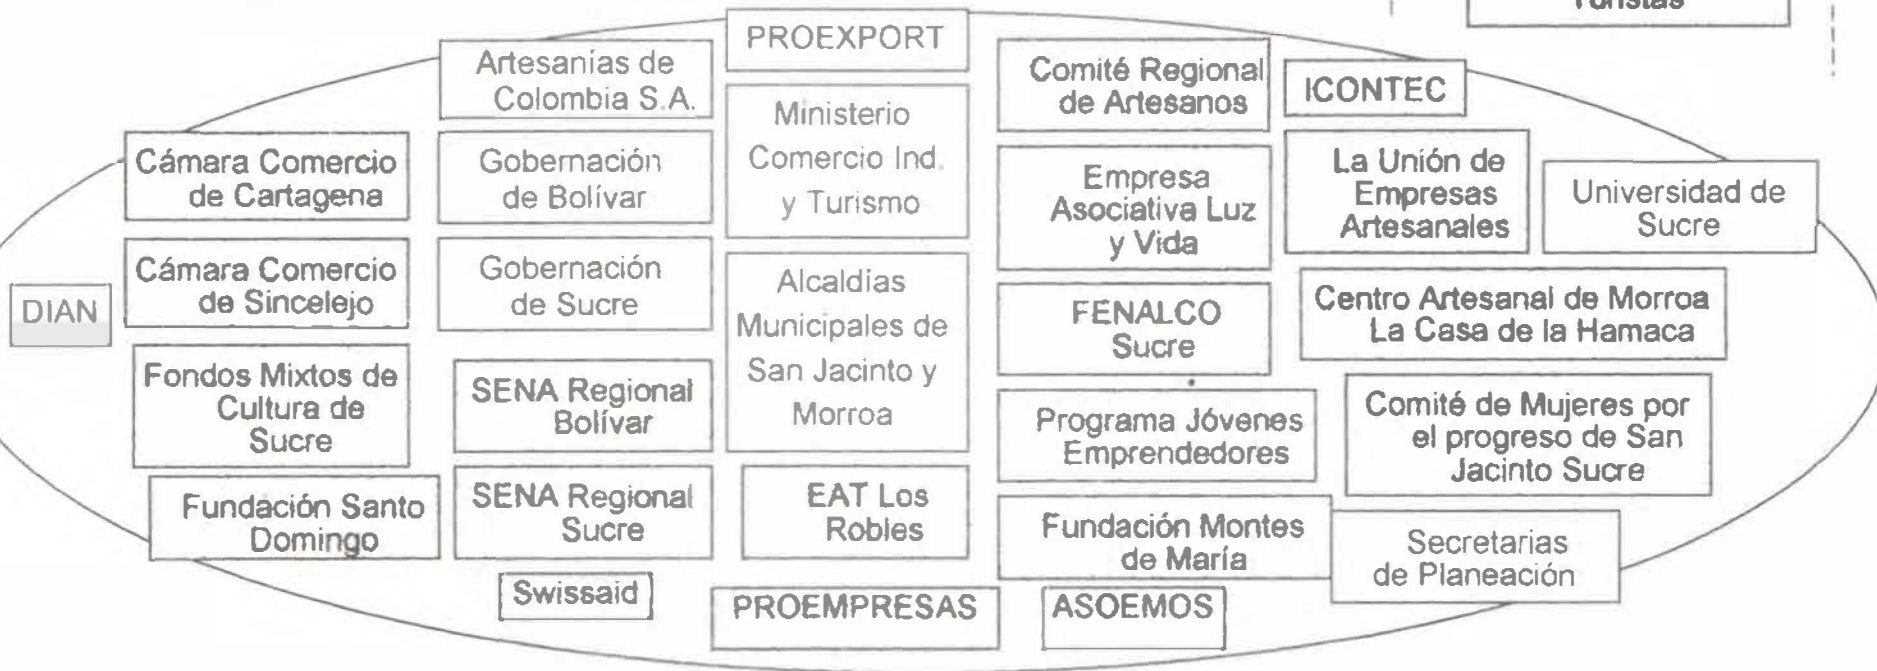 Turistas
PROEXPORT
Artesanías de
Colombia S.A.
Comité Regional
de Artesanos
ICONTEC
Ministerio
Comercio Ind.
y Turismo
Cámara Comercio
de Cartagena
Gobernación
de Bolívar
Empresa
Asociativa Luz
y Vida
La Unión de
Empresas
Artesanales
Universidad de
Sucre
DIAN
Cámara Comercio
de Sincelejo
Gobernación
de Sucre
Alcaldías
Municipales de
San Jacinto y
Morroa
FENALCO
Sucre
Centro Artesanal de Morroa
La Casa de la Hamaca
Fondos Mixtos de
Cultura de
Sucre
SENA Regional
Bolívar
Programa Jóvenes
Emprendedores
Comité de Mujeres por
el progreso de San
Jacinto Sucre
Fundación Santo
Domingo
SENA Regional
Sucre
EAT Los
Robles
Fundación Montes
de María
Secretarias
de Planeación
Swissaid
PROEMPRESAS
ASOEMOS